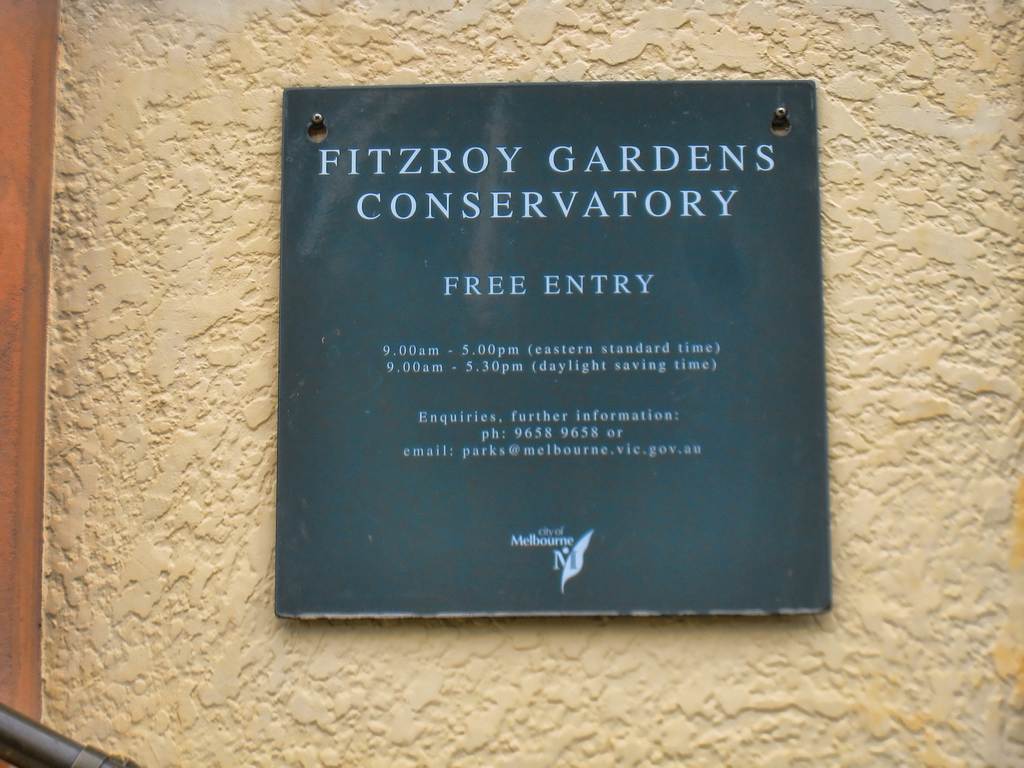 FITZROY GARDENS
CONSERVATORY
FREE ENTRY
9.00am - 5.00pm (eastern standard time)
9.00am - 5.30pm (daylight saving time)
Enquiries, further information:
ph: 9658 9658 or
email: parks@melbourne.vic.gov.au
city of
Melbourne
M